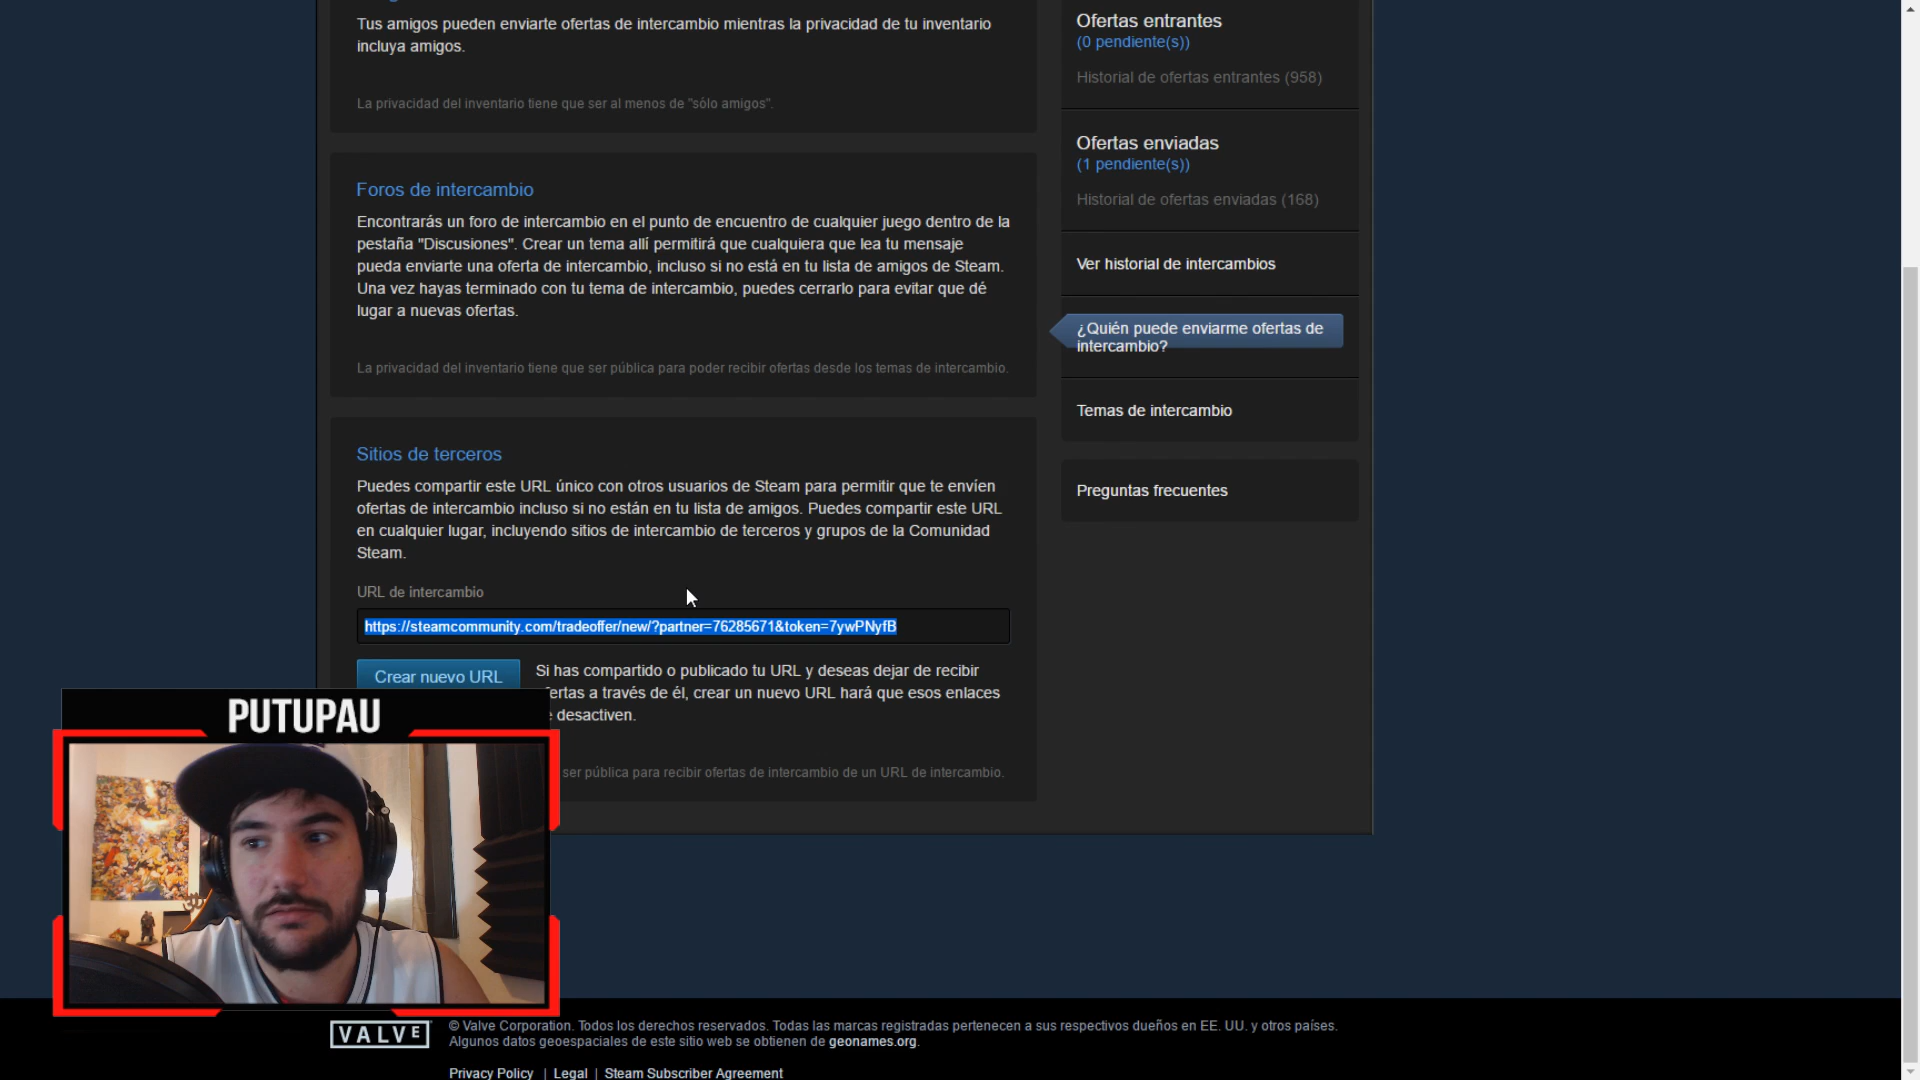 Tus amigos pueden enviarte ofertas de intercambio mientras la privacidad de tu inventario
incluya amigos.
La privacidad del inventario tiene que ser al menos de "sólo amigos".
Foros de intercambio
Encontrarás un foro de intercambio en el punto de encuentro de cualquier juego dentro de la
pestaña "Discusiones". Crear un tema allí permitirá que cualquiera que lea tu mensaje
pueda enviarte una oferta de intercambio, incluso si no está en tu lista de amigos de Steam.
Una vez hayas terminado con tu tema de intercambio, puedes cerrarlo para evitar que dé
lugar a nuevas ofertas.
La privacidad del inventario tiene que ser pública para poder recibir ofertas desde los temas de intercambio.
Sitios de terceros
Puedes compartir este URL único con otros usuarios de Steam para permitir que te envíen
ofertas de intercambio incluso si no están en tu lista de amigos. Puedes compartir este URL
en cualquier lugar, incluyendo sitios de intercambio de terceros y grupos de la Comunidad
Steam.
URL de intercambio
https://steamcommunity.com/tradeoffer/new/?partner=76285671&token=7ywPNyfB
Crear nuevo URL
Si has compartido o publicado tu URL y deseas dejar de recibir
ertas a través de él, crear un nuevo URL hará que esos enlaces
desactiven.
ser pública para recibir ofertas de intercambio de un URL de intercambio.
Ofertas entrantes
(0 pendiente(s))
Historial de ofertas entrantes (958)
Ofertas enviadas
(1 pendiente(s))
Historial de ofertas enviadas (168)
Ver historial de intercambios
¿Quién puede enviarme ofertas de
intercambio?
Temas de intercambio
Preguntas frecuentes
PUTUPAU
VALVE
© Valve Corporation. Todos los derechos reservados. Todas las marcas registradas pertenecen a sus respectivos dueños en EE. UU. y otros países.
Algunos datos geoespaciales de este sitio web se obtienen de geonames.org.
Privacy Policy | Legal | Steam Subscriber Agreement